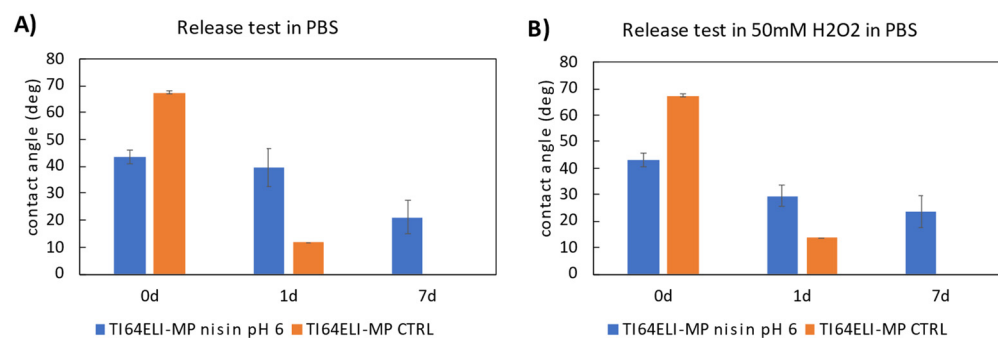 A)
Release test in PBS
contact angle (deg)
80
70
60
50
40
30
20
10
0
0d 1d 7d
TI64ELI-MP nisin pH 6 TI64ELI-MP CTRL
B)
Release test in 50mM H2O2 in PBS
contact angle (deg)
80
70
60
50
40
30
20
10
0
0d 1d 7d
TI64ELI-MP nisin pH 6 TI64ELI-MP CTRL